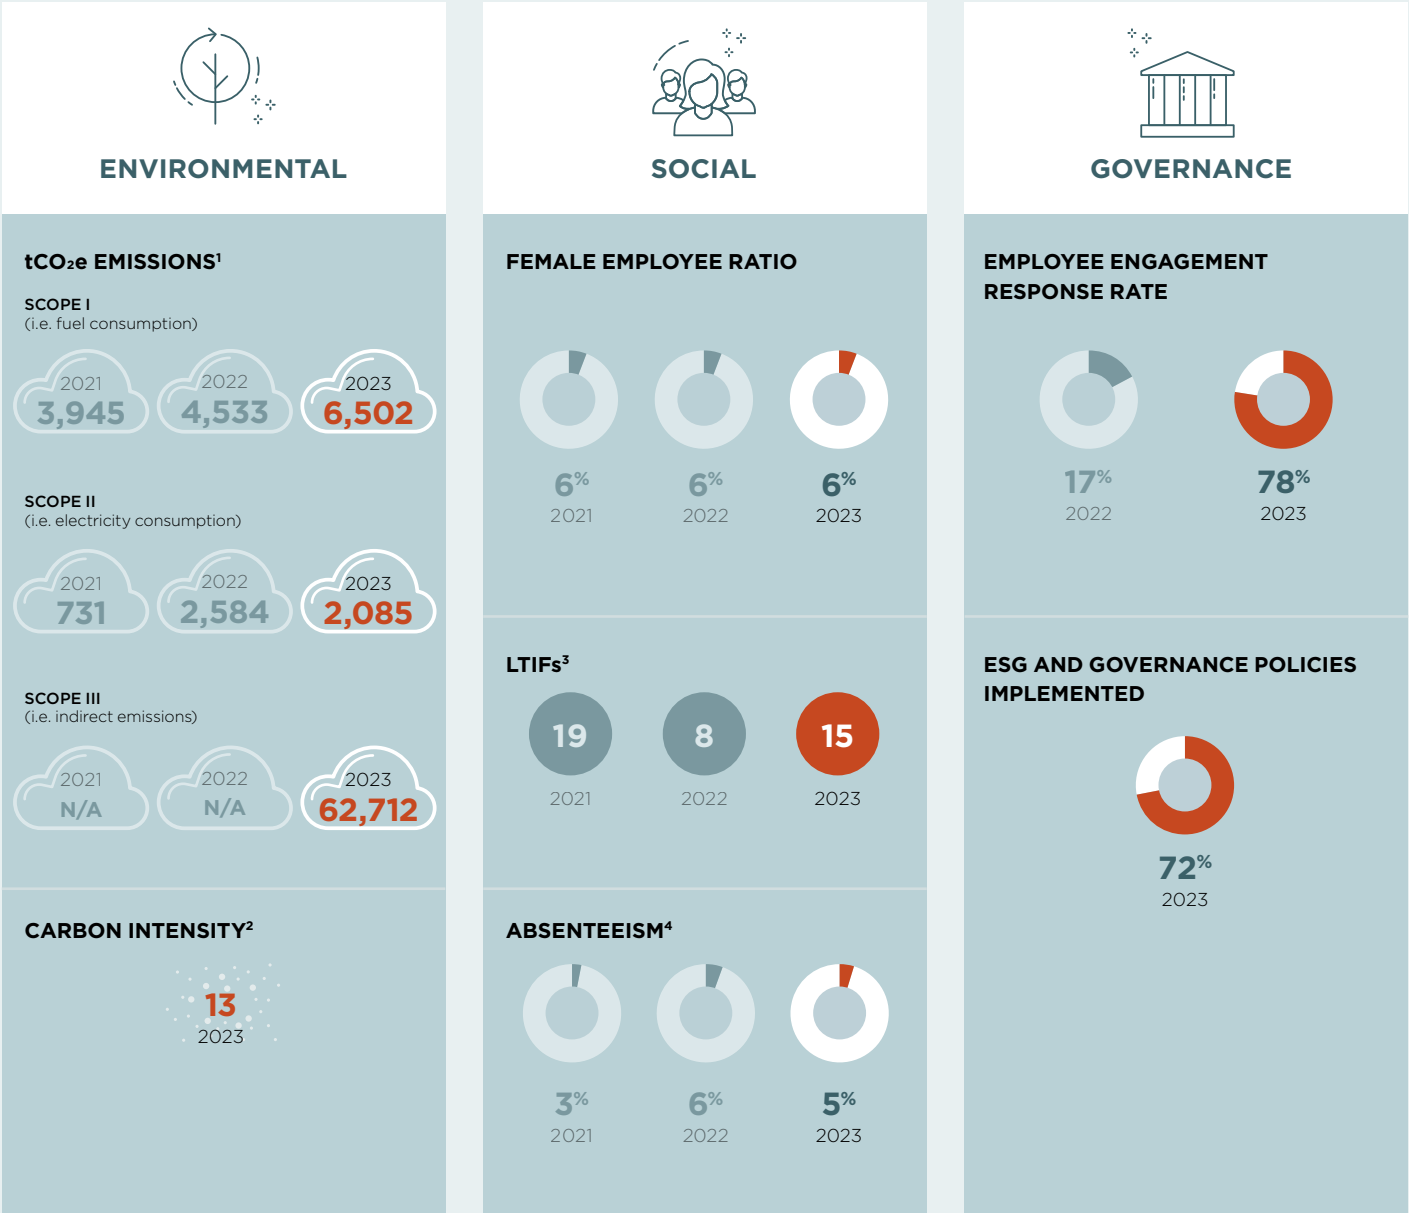 ENVIRONMENTAL
tCO₂e EMISSIONS¹
SCOPE I
(i.e. fuel consumption)
2021 2022 2023
3,945 4,533 6,502
SCOPE II
(i.e. electricity consumption)
2021 2022 2023
731 2,584 2,085
SCOPE III
(i.e. indirect emissions)
2021 2022 2023
N/A N/A 62,712
CARBON INTENSITY²
13
2023
SOCIAL
FEMALE EMPLOYEE RATIO
6% 6% 6%
2021 2022 2023
LTIFs³
19 8 15
2021 2022 2023
ABSENTEEISM⁴
3% 6% 5%
2021 2022 2023
GOVERNANCE
EMPLOYEE ENGAGEMENT
RESPONSE RATE
17% 78%
2022 2023
ESG AND GOVERNANCE POLICIES
IMPLEMENTED
72%
2023